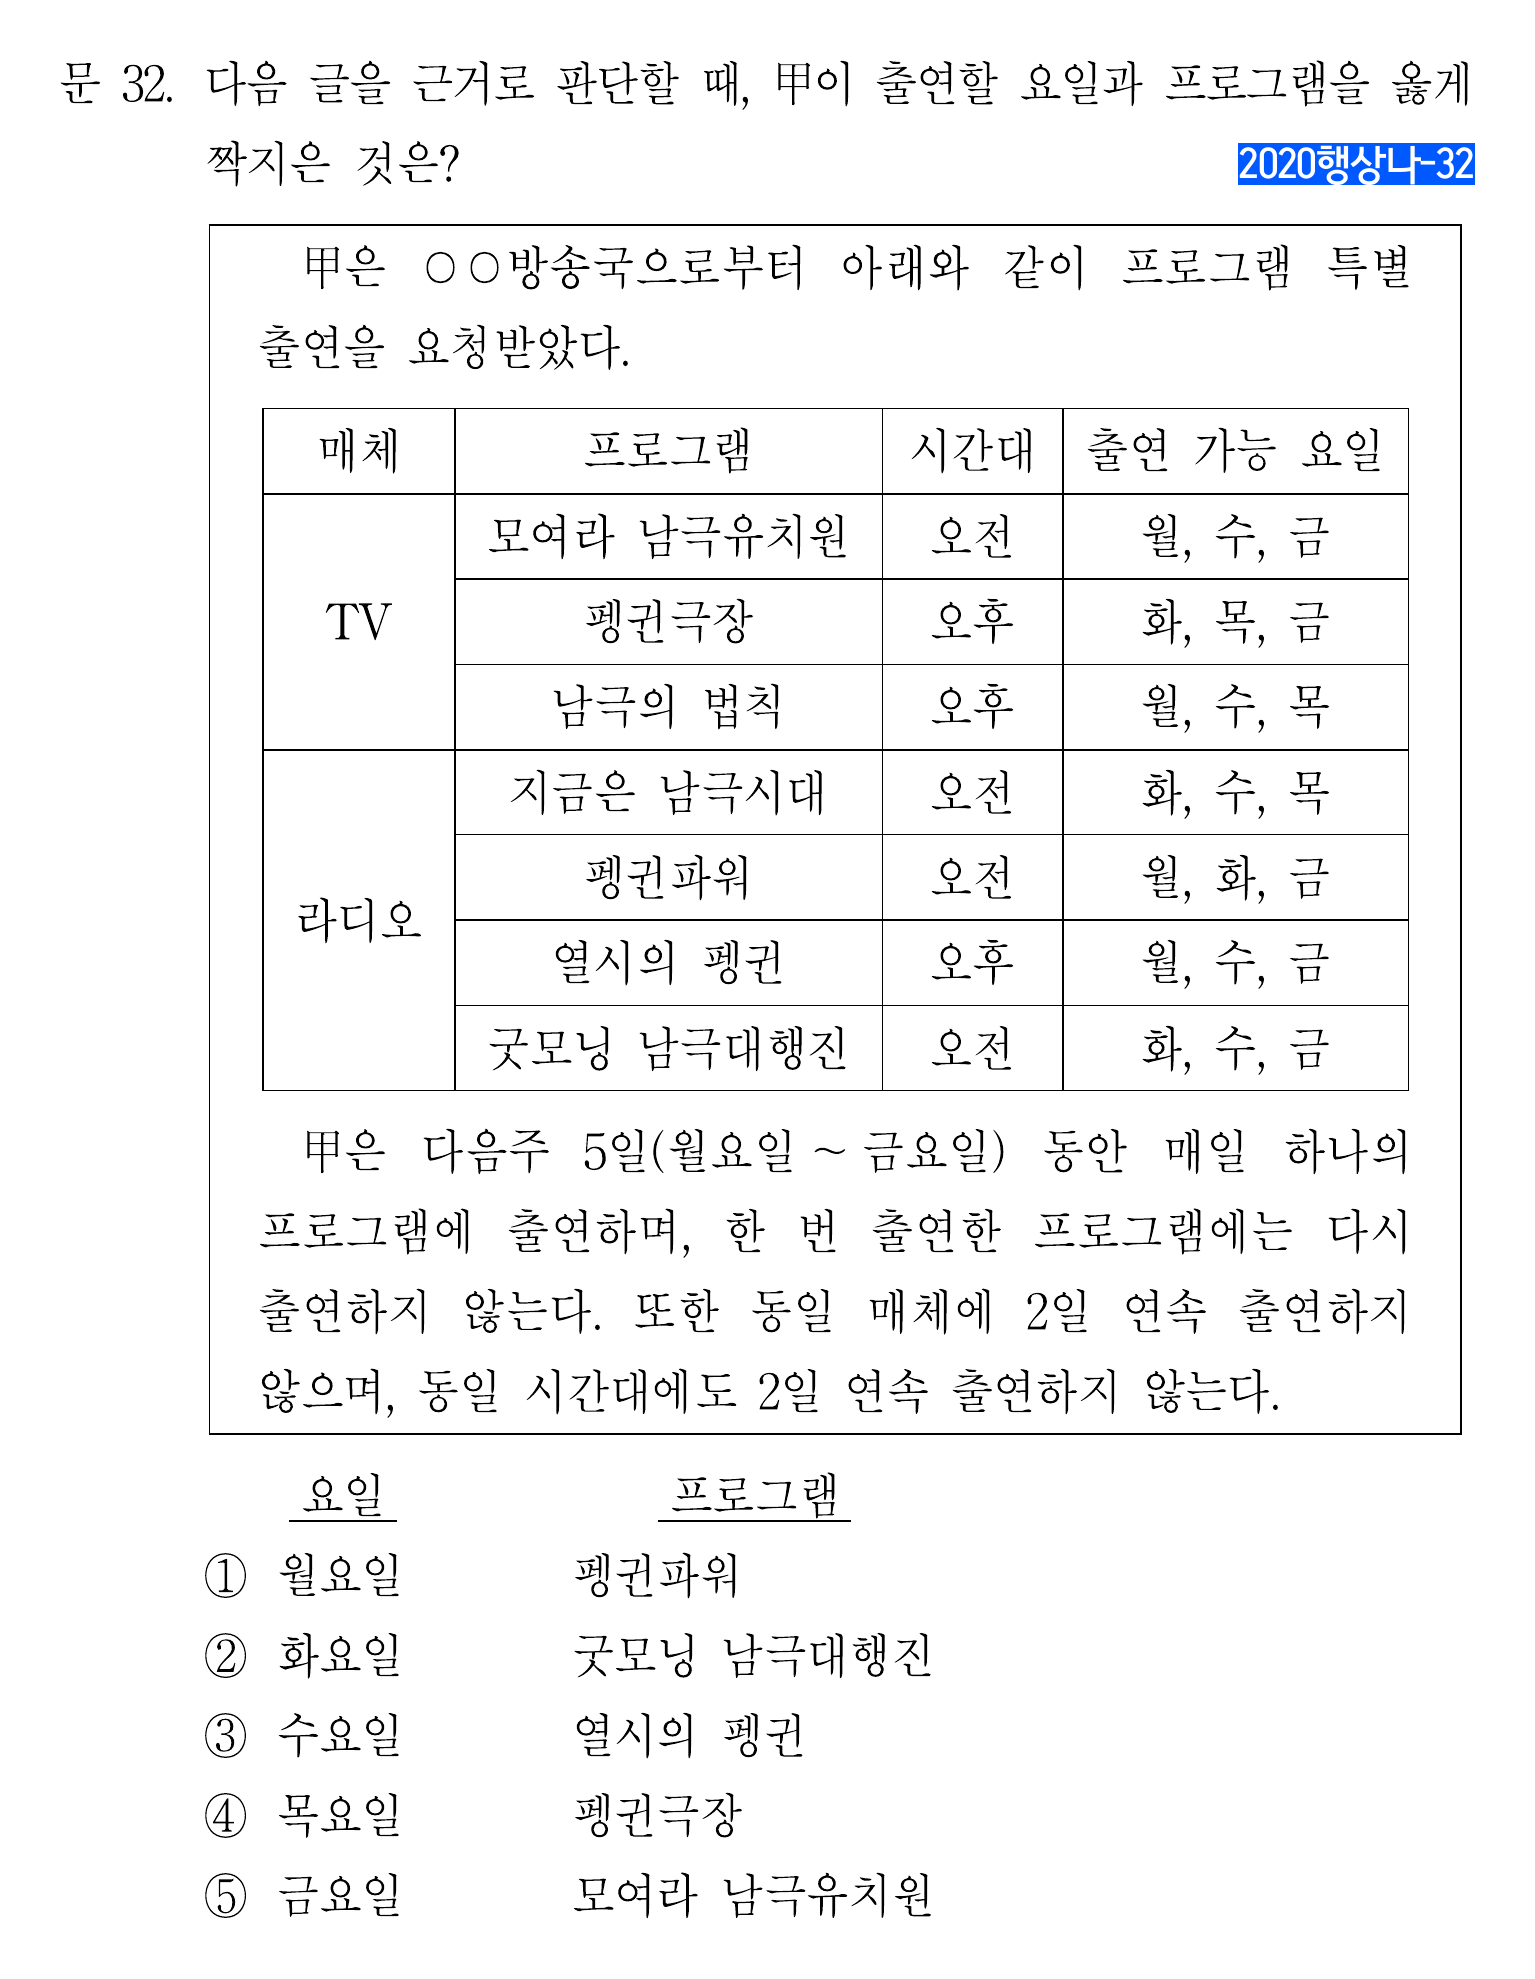 문 32. 다음 글을 근거로 판단할 때, 甲이 출연할 요일과 프로그램을 옳게
짝지은 것은?
2020행상나-32
甲은 ○○방송국으로부터 아래와 같이 프로그램 특별
출연을 요청받았다.
매체 프로그램 시간대 출연 가능 요일
TV
모여라 남극유치원 오전 월, 수, 금
펭귄극장 오후 화, 목, 금
남극의 법칙 오후 월, 수, 목
라디오
지금은 남극시대 오전 화, 수, 목
펭귄파워 오전 월, 화, 금
열시의 펭귄 오후 월, 수, 금
굿모닝 남극대행진 오전 화, 수, 금
甲은 다음주 5일(월요일 ~ 금요일) 동안 매일 하나의
프로그램에 출연하며, 한 번 출연한 프로그램에는 다시
출연하지 않는다. 또한 동일 매체에 2일 연속 출연하지
않으며, 동일 시간대에도 2일 연속 출연하지 않는다.
요일 프로그램
① 월요일 펭귄파워
② 화요일 굿모닝 남극대행진
③ 수요일 열시의 펭귄
④ 목요일 펭귄극장
⑤ 금요일 모여라 남극유치원